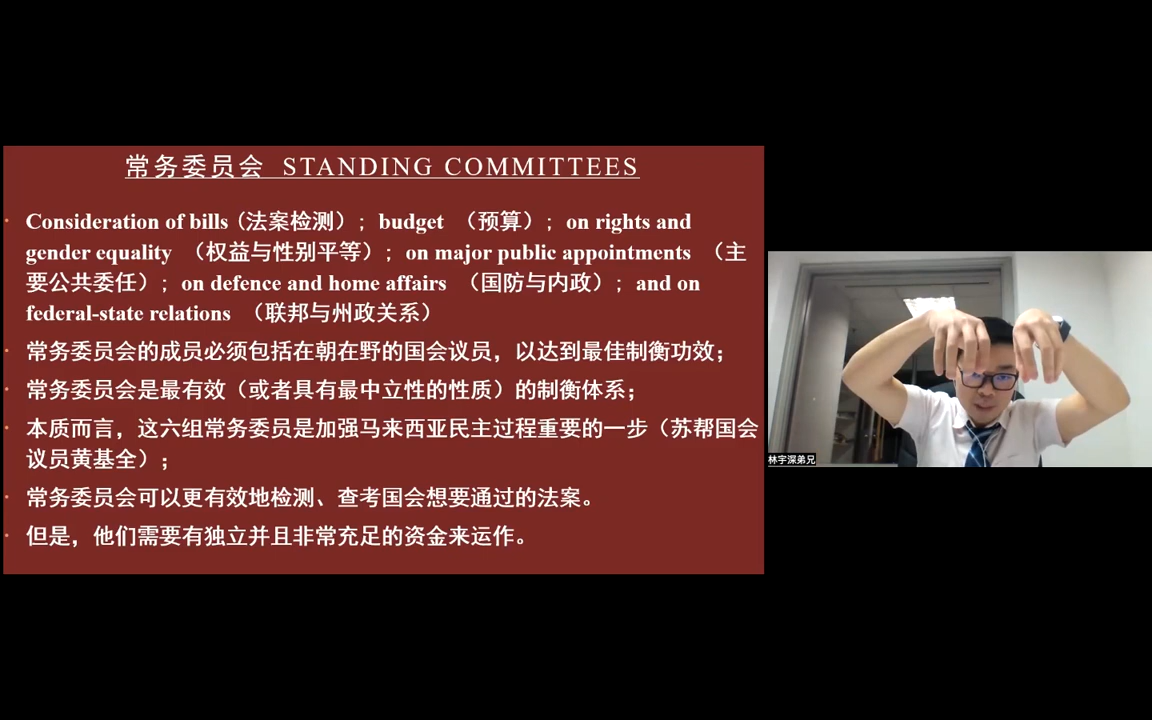 常务委员会 STANDING COMMITTEES
· Consideration of bills (法案检测）; budget （预算）; on rights and
gender equality （权益与性别平等）; on major public appointments （主
要公共委任）; on defence and home affairs （国防与内政）; and on
federal-state relations （联邦与州政关系）
· 常务委员会的成员必须包括在朝在野的国会议员，以达到最佳制衡功效；
· 常务委员会是最有效（或者具有最中立性的性质）的制衡体系；
· 本质而言，这六组常务委员是加强马来西亚民主过程重要的一步（苏帮国会
议员黄基全）；
· 常务委员会可以更有效地检测、查考国会想要通过的法案。
· 但是，他们需要有独立并且非常充足的资金来运作。
林宇深弟兄